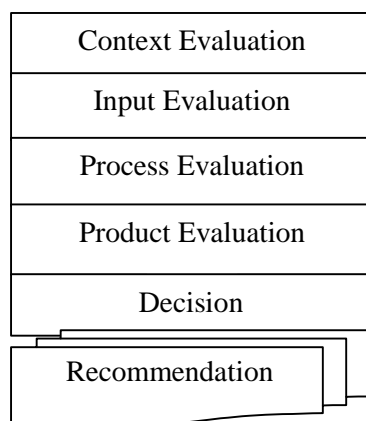 Context Evaluation
Input Evaluation
Process Evaluation
Product Evaluation
Decision
Recommendation